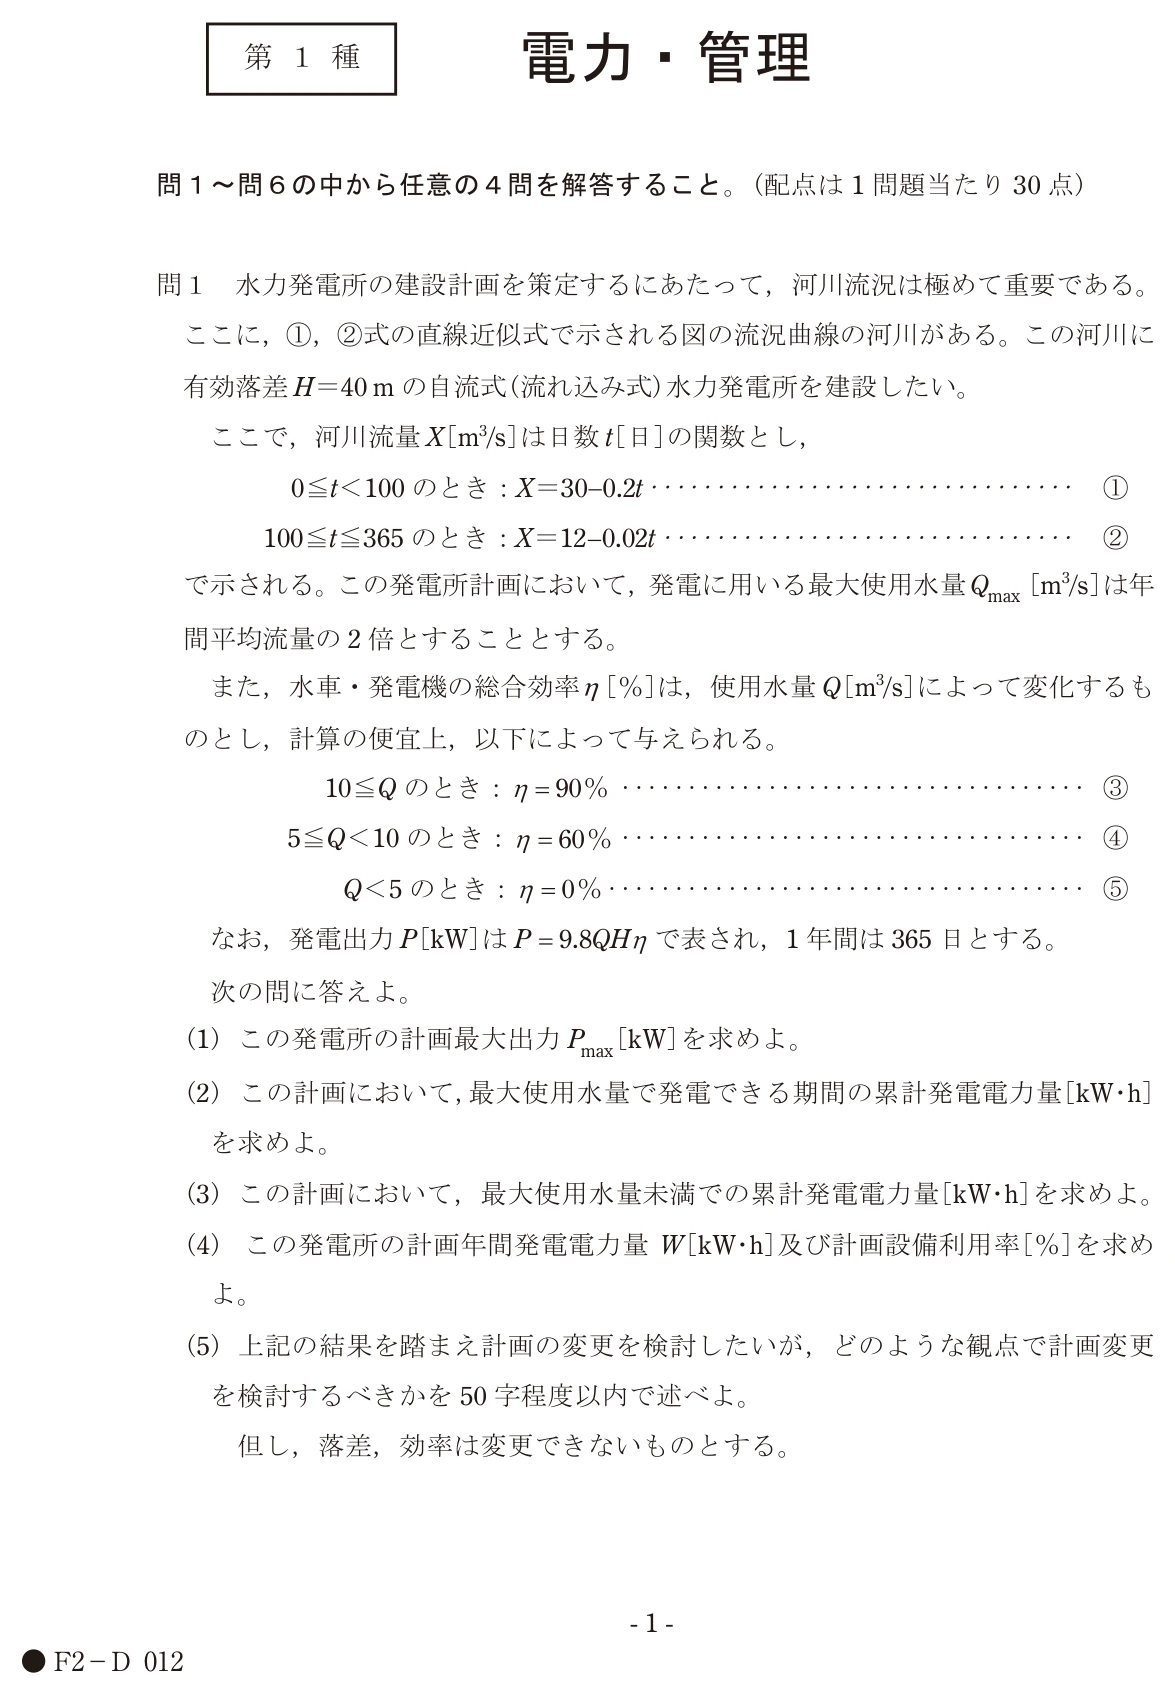 第 1 種
電力・管理
問１～問６の中から任意の４問を解答すること。（配点は 1 問題当たり 30 点）
問１　水力発電所の建設計画を策定するにあたって，河川流況は極めて重要である。
ここに，①，②式の直線近似式で示される図の流況曲線の河川がある。この河川に
有効落差 H＝40 m の自流式（流れ込み式）水力発電所を建設したい。
ここで，河川流量 X［m³/s］は日数 t［日］の関数とし，
0≦t＜100 のとき：X＝30–0.2t ································ ①
100≦t≦365 のとき：X＝12–0.02t ······························· ②
で示される。この発電所計画において，発電に用いる最大使用水量 Qmax［m³/s］は年
間平均流量の 2 倍とすることとする。
また，水車・発電機の総合効率 η［％］は，使用水量 Q［m³/s］によって変化するも
のとし，計算の便宜上，以下によって与えられる。
10≦Q のとき：η = 90％ ··································· ③
5≦Q＜10 のとき：η = 60％ ··································· ④
Q＜5 のとき：η = 0％ ···································· ⑤
なお，発電出力 P［kW］は P = 9.8QHη で表され，1 年間は 365 日とする。
次の問に答えよ。
（1） この発電所の計画最大出力 Pmax［kW］を求めよ。
（2） この計画において，最大使用水量で発電できる期間の累計発電電力量［kW･h］
を求めよ。
（3） この計画において，最大使用水量未満での累計発電電力量［kW･h］を求めよ。
（4） この発電所の計画年間発電電力量 W［kW･h］及び計画設備利用率［％］を求め
よ。
（5） 上記の結果を踏まえ計画の変更を検討したいが，どのような観点で計画変更
を検討するべきかを 50 字程度以内で述べよ。
但し，落差，効率は変更できないものとする。
- 1 -
●F2－D 012